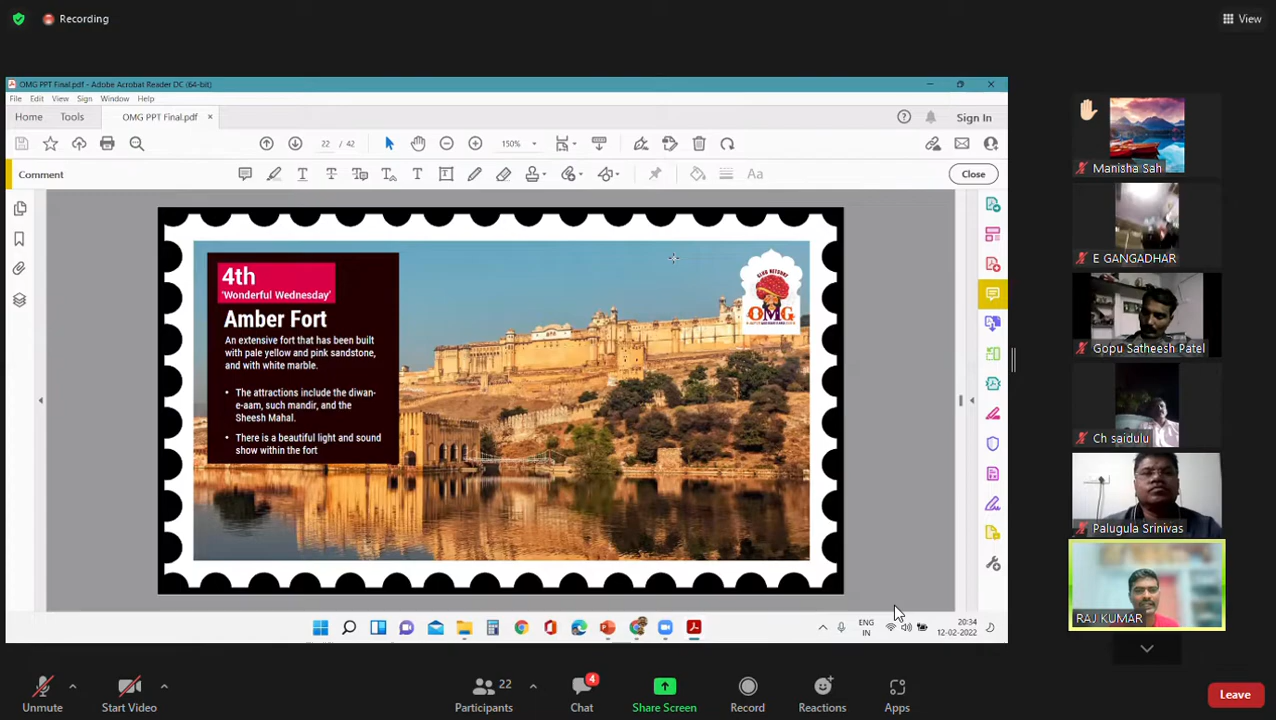 Recording
View
OMG PPT Final.pdf - Adobe Acrobat Reader DC (64-bit)
File Edit View Sign Window Help
Home Tools OMG PPT Final.pdf × Sign In
22 / 42 150%
Comment Aa Close
4th
'Wonderful Wednesday'
Amber Fort
An extensive fort that has been built
with pale yellow and pink sandstone,
and with white marble.
• The attractions include the diwan-
e-aam, such mandir, and the
Sheesh Mahal.
• There is a beautiful light and sound
show within the fort
OMG
Manisha Sah
E GANGADHAR
Gopu Satheesh Patel
Ch saidulu
Palugula Srinivas
RAJ KUMAR
ENG
IN
20:34
12-02-2022
Unmute
Start Video
22
Participants
4
Chat
Share Screen
Record
Reactions
Apps
Leave